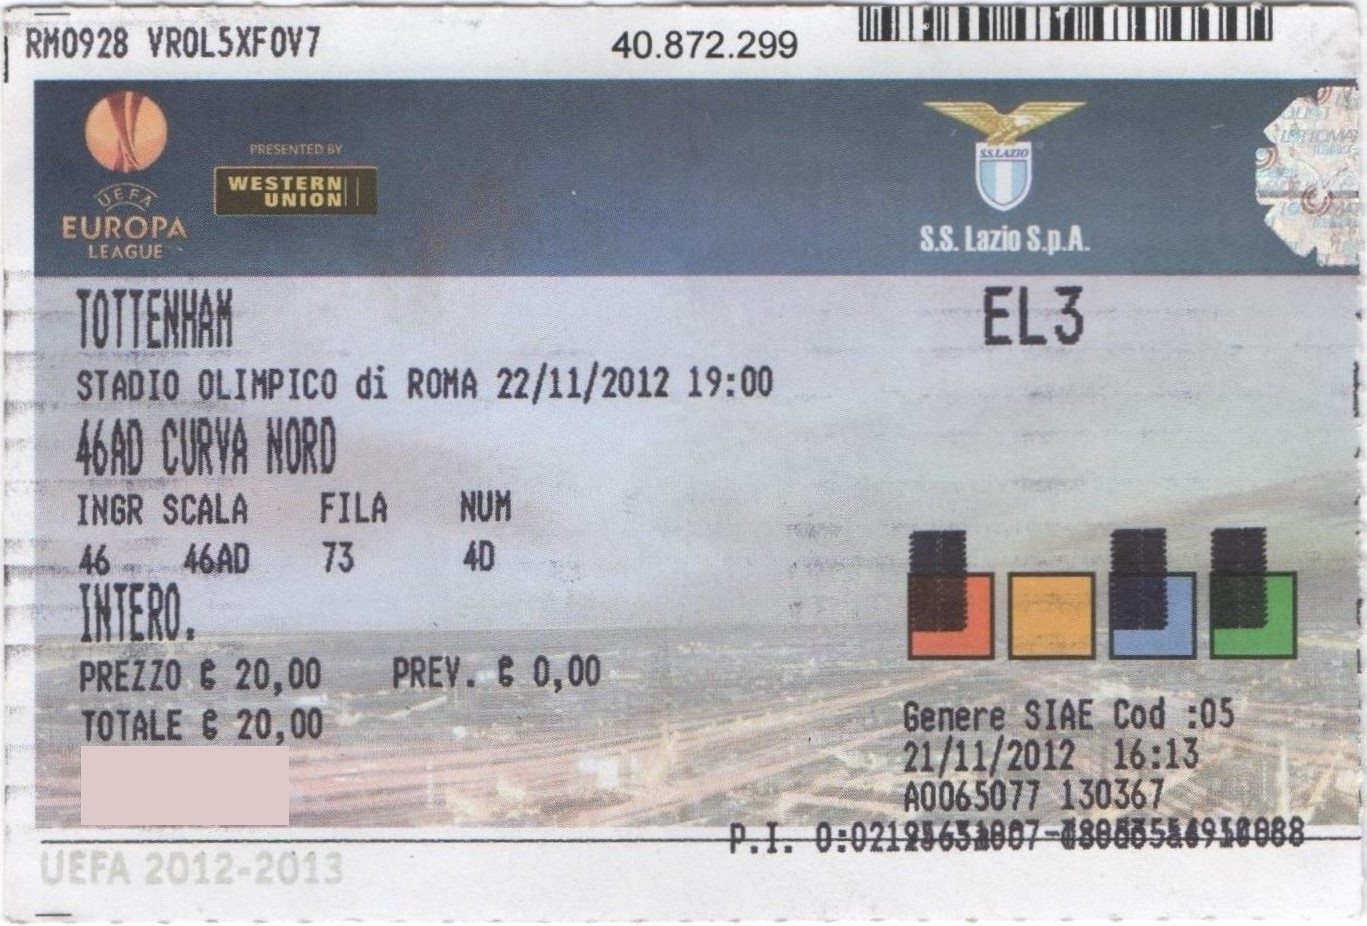 RM0928 VROL5XFOV7
40.872.299
UEFA
EUROPA
LEAGUE
PRESENTED BY
WESTERN
UNION
S.S.LAZIO
S.S. Lazio S.p.A.
TOTTENHAM
EL3
STADIO OLIMPICO di ROMA 22/11/2012 19:00
46AD CURVA NORD
INGR SCALA FILA NUM
46 46AD 73 4D
INTERO.
PREZZO € 20,00 PREV. € 0,00
TOTALE € 20,00
Genere SIAE Cod :05
21/11/2012 16:13
A0065077 130367
P.I. O:
UEFA 2012-2013